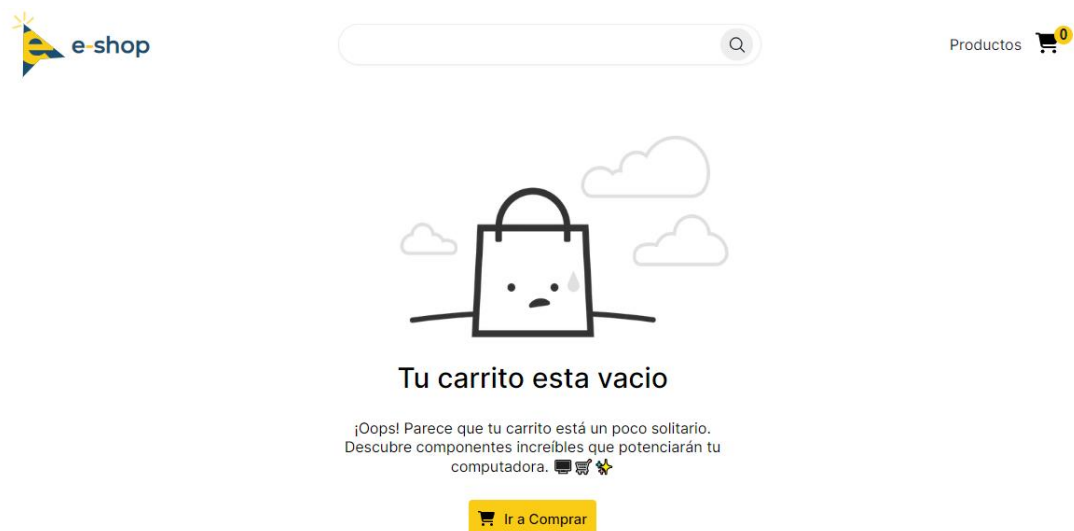 e e-shop
Productos 0
Tu carrito esta vacio
¡Oops! Parece que tu carrito está un poco solitario.
Descubre componentes increíbles que potenciarán tu
computadora. 🖥️🛒✨
Ir a Comprar